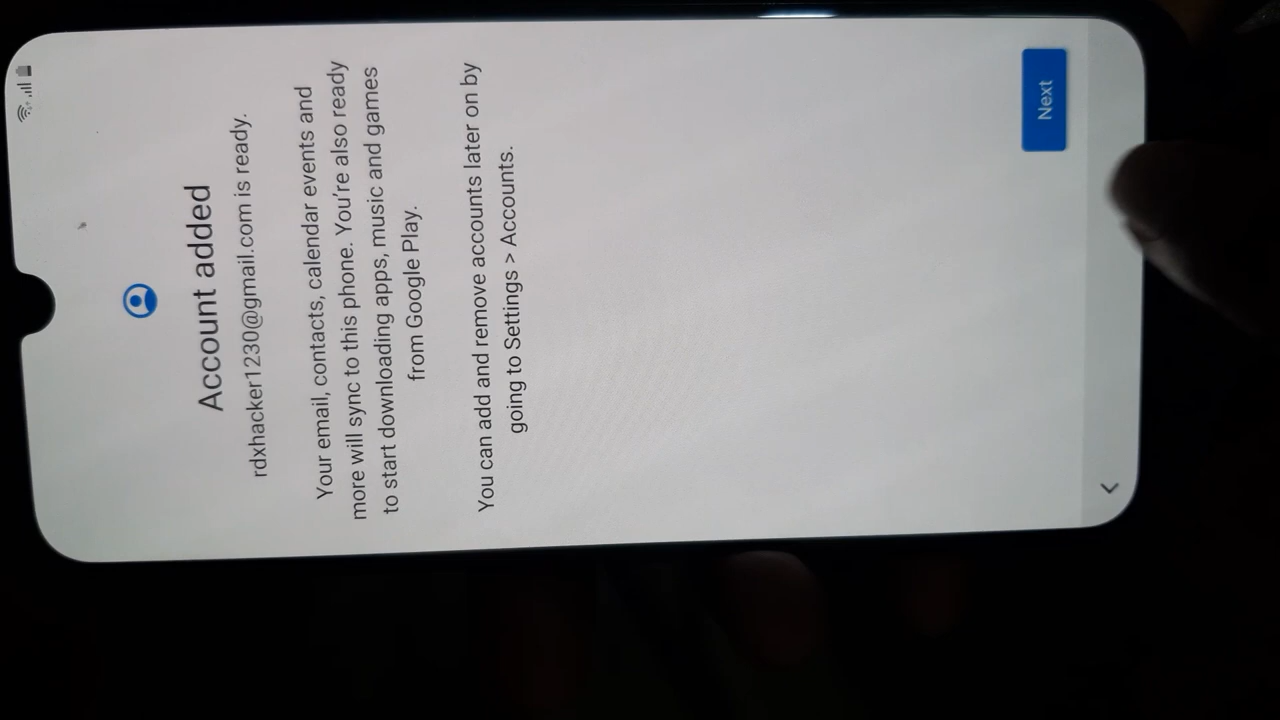 Account added
rdxhacker1230@gmail.com is ready.
Your email, contacts, calendar events and
more will sync to this phone. You're also ready
to start downloading apps, music and games
from Google Play.
You can add and remove accounts later on by
going to Settings > Accounts.
Next